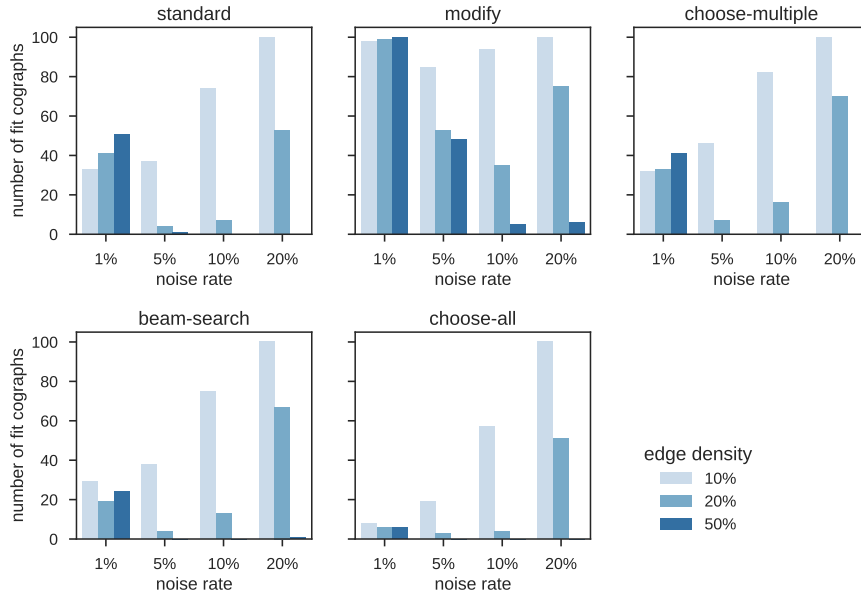 standard
modify
choose-multiple
number of fit cographs
100
80
60
40
20
0
1%
5%
10%
20%
noise rate
1%
5%
10%
20%
noise rate
1%
5%
10%
20%
noise rate
beam-search
choose-all
number of fit cographs
100
80
60
40
20
0
1%
5%
10%
20%
noise rate
1%
5%
10%
20%
noise rate
edge density
10%
20%
50%